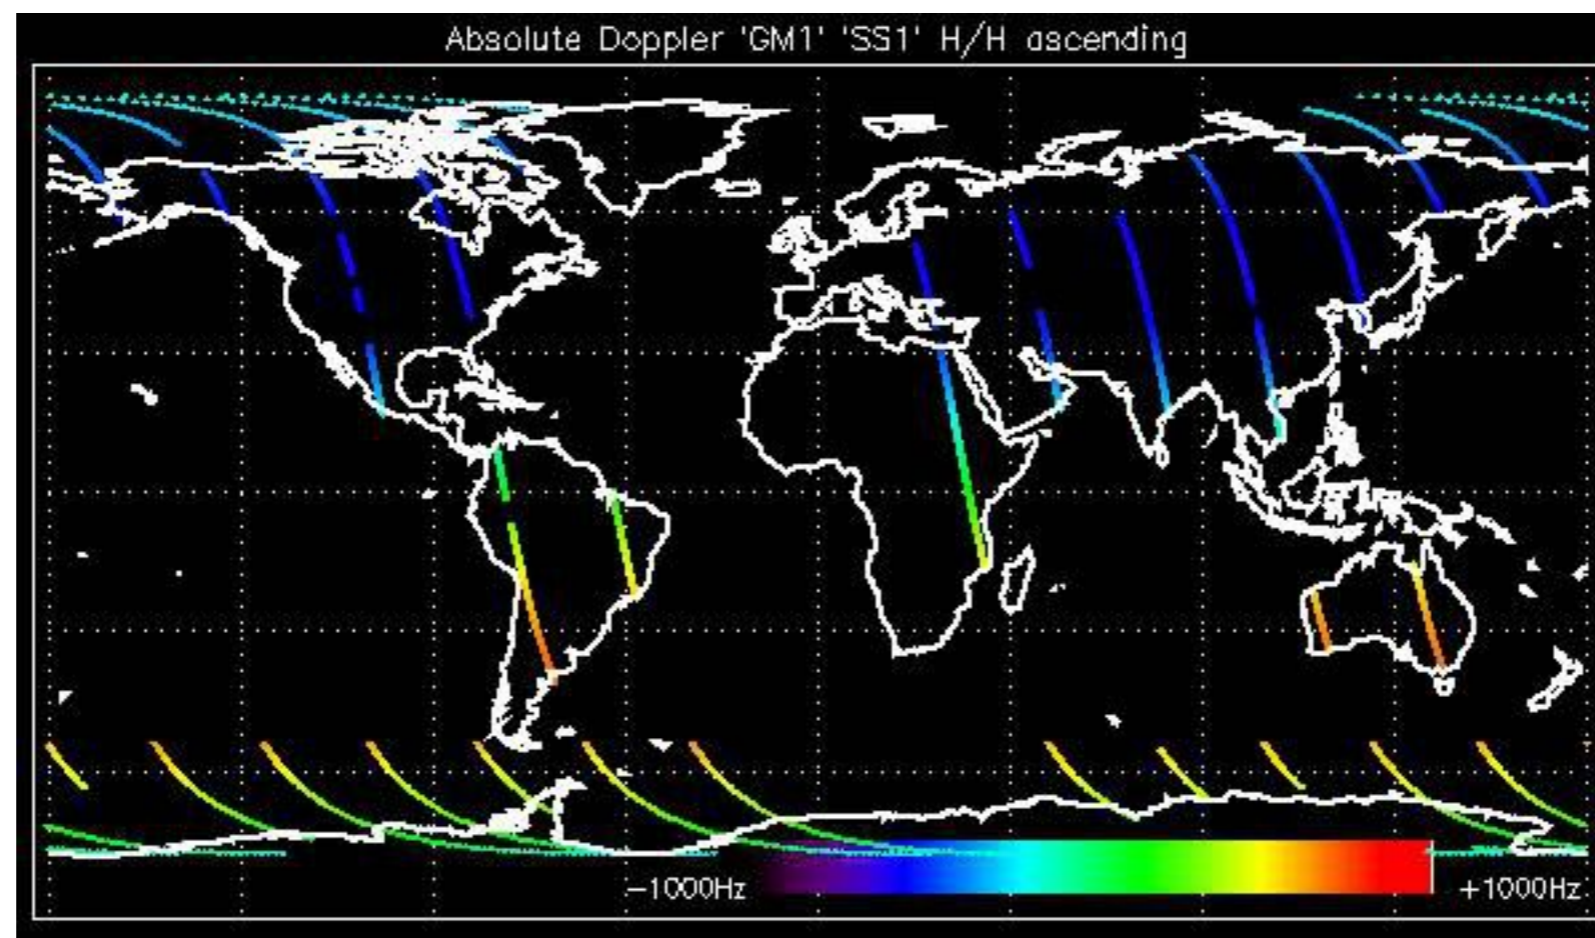 Absolute Doppler 'GM1' 'SS1' H/H ascending
-1000Hz
+1000Hz